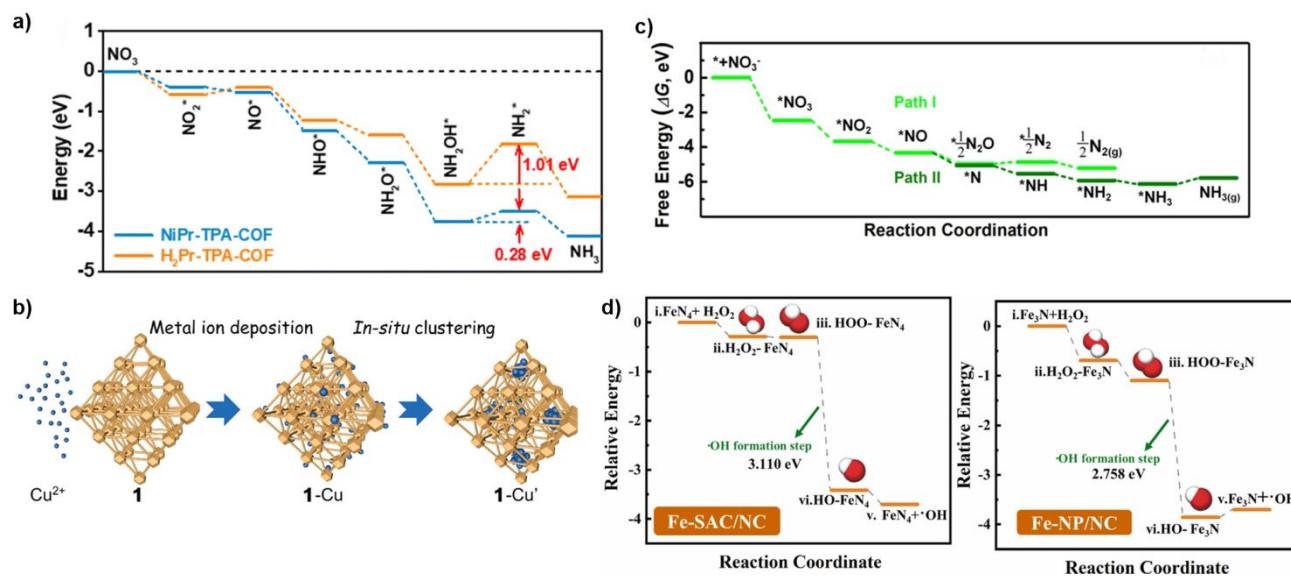 a)
Energy (eV)
1
0
-1
-2
-3
-4
-5
NO₃
NO₂*
NO*
NHO*
NH₂O*
NH₂OH*
NH₂*
NH₃
1.01 eV
0.28 eV
NiPr-TPA-COF
H₂Pr-TPA-COF
b)
Metal ion deposition
In-situ clustering
Cu²⁺
1
1-Cu
1-Cu'
c)
Free Energy (ΔG, eV)
0
-2
-4
-6
*+NO₃⁻
*NO₃
*NO₂
*NO
Path I
*½N₂O
*½N₂
½N₂(g)
Path II
*N
*NH
*NH₂
*NH₃
NH₃(g)
Reaction Coordination
d)
Relative Energy
0
-1
-2
-3
-4
i.FeN₄+ H₂O₂
ii.H₂O₂-FeN₄
iii. HOO-FeN₄
·OH formation step
3.110 eV
vi.HO-FeN₄
v. FeN₄+·OH
Fe-SAC/NC
Reaction Coordinate
Relative Energy
0
-1
-2
-3
-4
i.Fe₃N+H₂O₂
ii.H₂O₂-Fe₃N
iii. HOO-Fe₃N
·OH formation step
2.758 eV
vi.HO- Fe₃N
v.Fe₃N+·OH
Fe-NP/NC
Reaction Coordinate